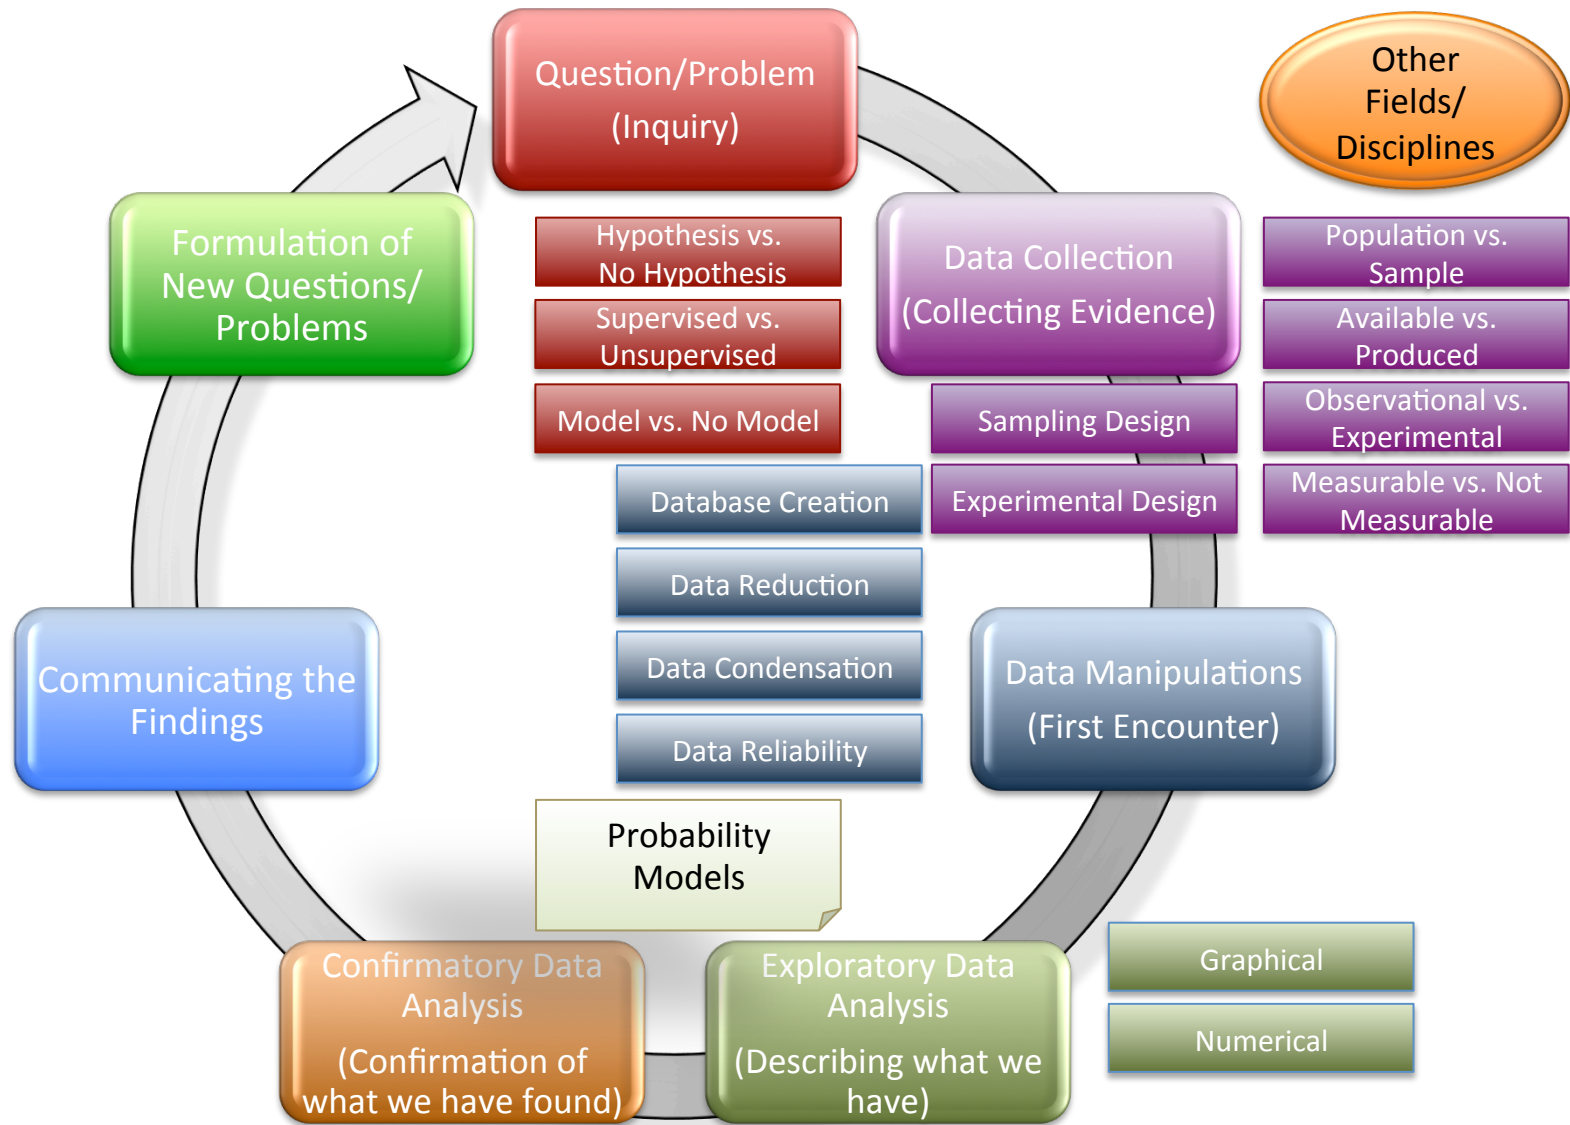 Question/Problem
(Inquiry)
Other
Fields/
Disciplines
Formulation of
New Questions/
Problems
Hypothesis vs.
No Hypothesis
Supervised vs.
Unsupervised
Model vs. No Model
Data Collection
(Collecting Evidence)
Population vs.
Sample
Available vs.
Produced
Observational vs.
Experimental
Measurable vs. Not
Measurable
Sampling Design
Experimental Design
Database Creation
Data Reduction
Data Condensation
Data Reliability
Communicating the
Findings
Data Manipulations
(First Encounter)
Probability
Models
Confirmatory Data
Analysis
(Confirmation of
what we have found)
Exploratory Data
Analysis
(Describing what we
have)
Graphical
Numerical